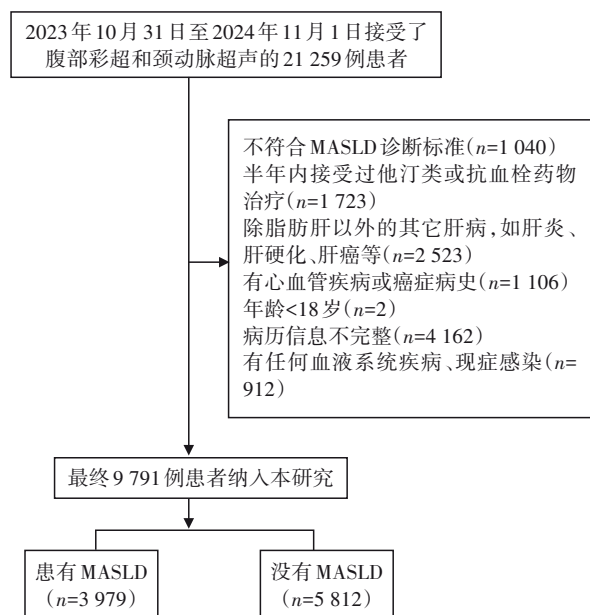 2023年10月31日至2024年11月1日接受了
腹部彩超和颈动脉超声的21 259例患者
不符合MASLD诊断标准(n=1 040)
半年内接受过他汀类或抗血栓药物
治疗(n=1 723)
除脂肪肝以外的其它肝病,如肝炎、
肝硬化、肝癌等(n=2 523)
有心血管疾病或癌症病史(n=1 106)
年龄<18岁(n=2)
病历信息不完整(n=4 162)
有任何血液系统疾病、现症感染(n=
912)
最终9 791例患者纳入本研究
患有MASLD
(n=3 979)
没有MASLD
(n=5 812)